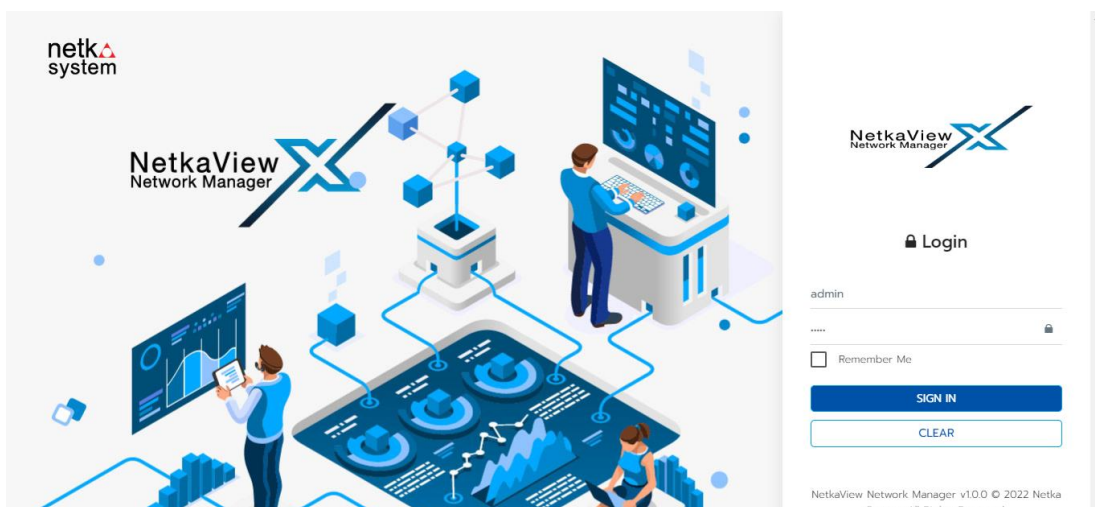 netka
system
NetkaView X
Network Manager
NetkaView X
Network Manager
Login
admin
Remember Me
SIGN IN
CLEAR
NetkaView Network Manager v1.0.0 © 2022 Netka